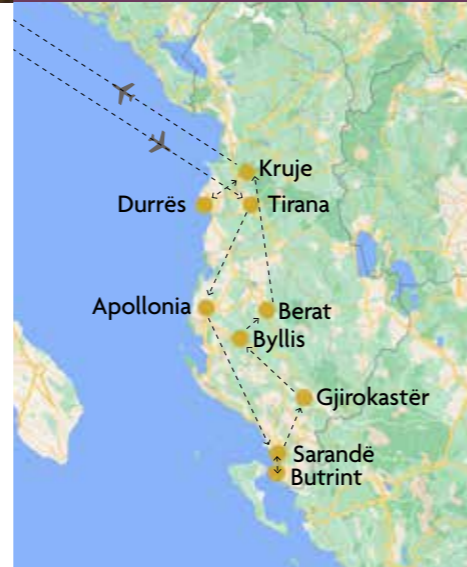 Kruje
Durrës
Tirana
Apollonia
Berat
Byllis
Gjirokastër
Sarandë
Butrint